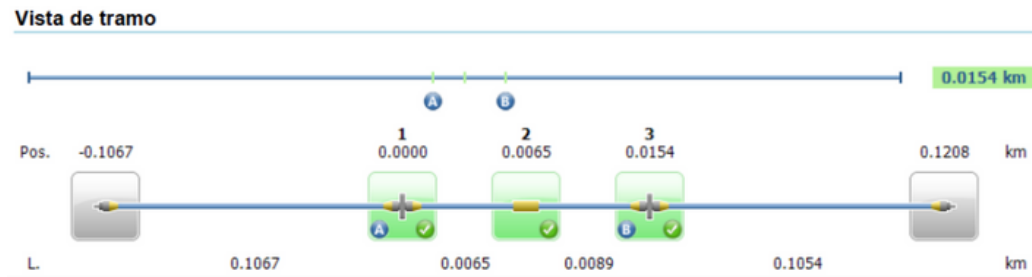 Vista de tramo
0.0154 km
A B
1 2 3
Pos. -0.1067 0.0000 0.0065 0.0154 0.1208 km
A B
L. 0.1067 0.0065 0.0089 0.1054 km